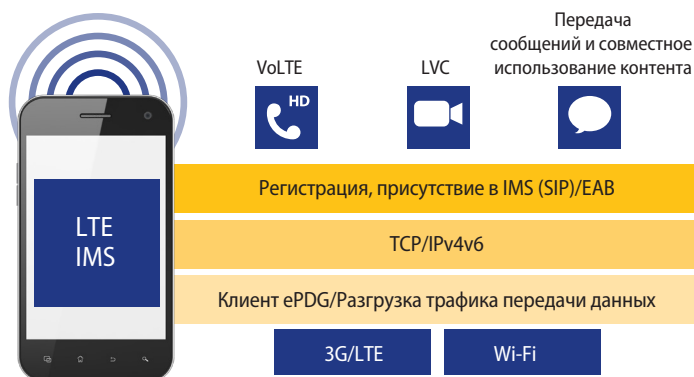 Передача
сообщений и совместное
использование контента
VoLTE
LVC
HD
LTE
IMS
Регистрация, присутствие в IMS (SIP)/EAB
TCP/IPv4v6
Клиент ePDG/Разгрузка трафика передачи данных
3G/LTE
Wi-Fi